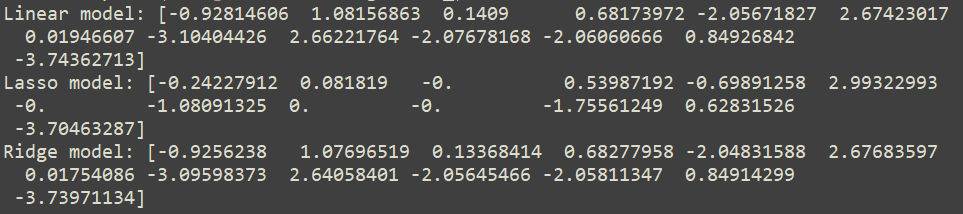 Linear model: [-0.92814606  1.08156863  0.1409      0.68173972 -2.05671827  2.67423017
  0.01946607 -3.10404426  2.66221764 -2.07678168 -2.06060666  0.84926842
 -3.74362713]
Lasso model: [-0.24227912  0.081819   -0.          0.53987192 -0.69891258  2.99322993
 -0.         -1.08091325  0.         -0.         -1.75561249  0.62831526
 -3.70463287]
Ridge model: [-0.9256238   1.07696519  0.13368414  0.68277958 -2.04831588  2.67683597
  0.01754086 -3.09598373  2.64058401 -2.05645466 -2.05811347  0.84914299
 -3.73971134]